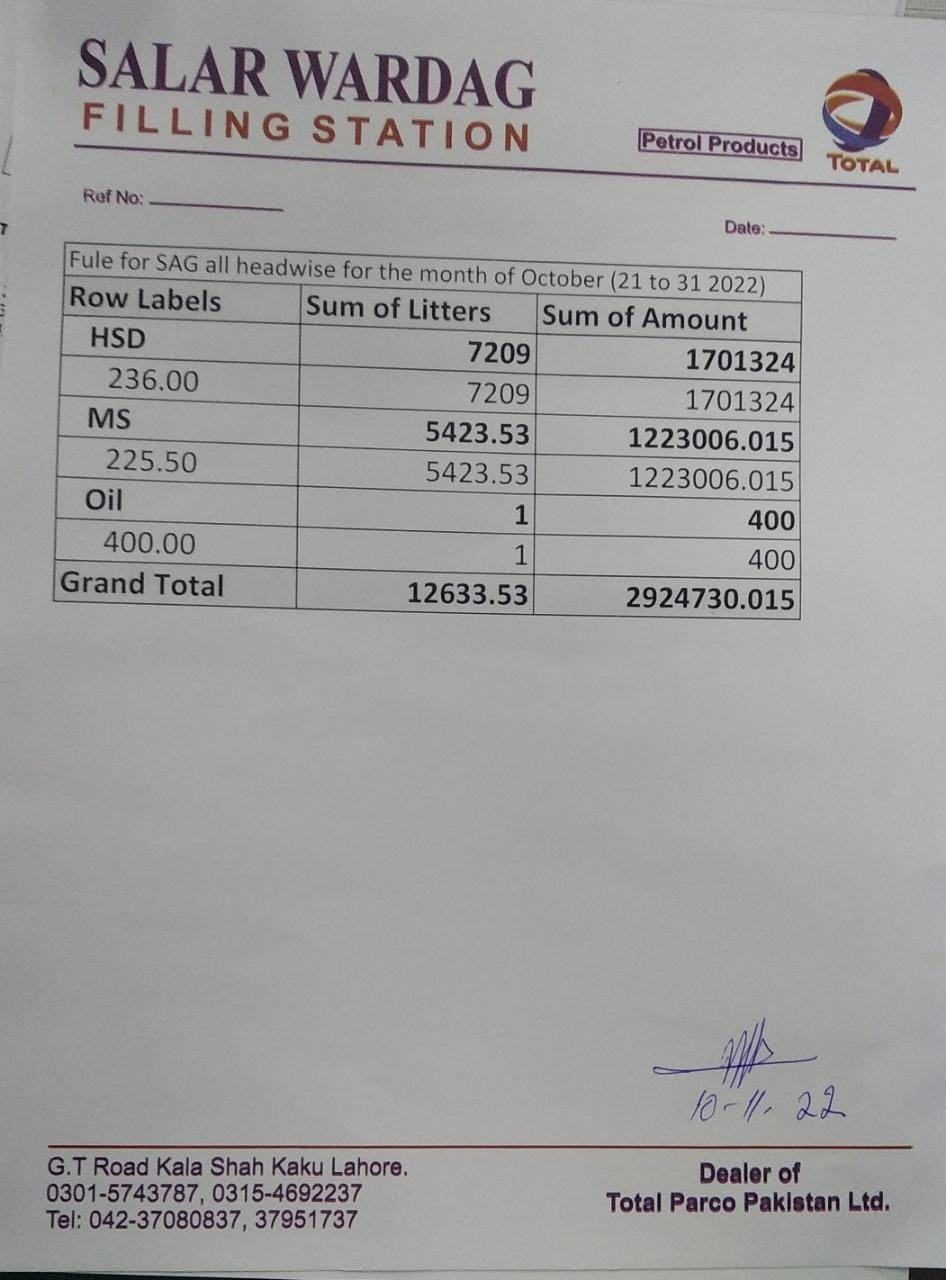 SALAR WARDAG
FILLING STATION
Petrol Products
TOTAL
Ref No:
Date:
Fule for SAG all headwise for the month of October (21 to 31 2022)
Row Labels Sum of Litters Sum of Amount
HSD 7209 1701324
236.00 7209 1701324
MS 5423.53 1223006.015
225.50 5423.53 1223006.015
Oil 1 400
400.00 1 400
Grand Total 12633.53 2924730.015
10-11-22
G.T Road Kala Shah Kaku Lahore.
0301-5743787, 0315-4692237
Tel: 042-37080837, 37951737
Dealer of
Total Parco Pakistan Ltd.